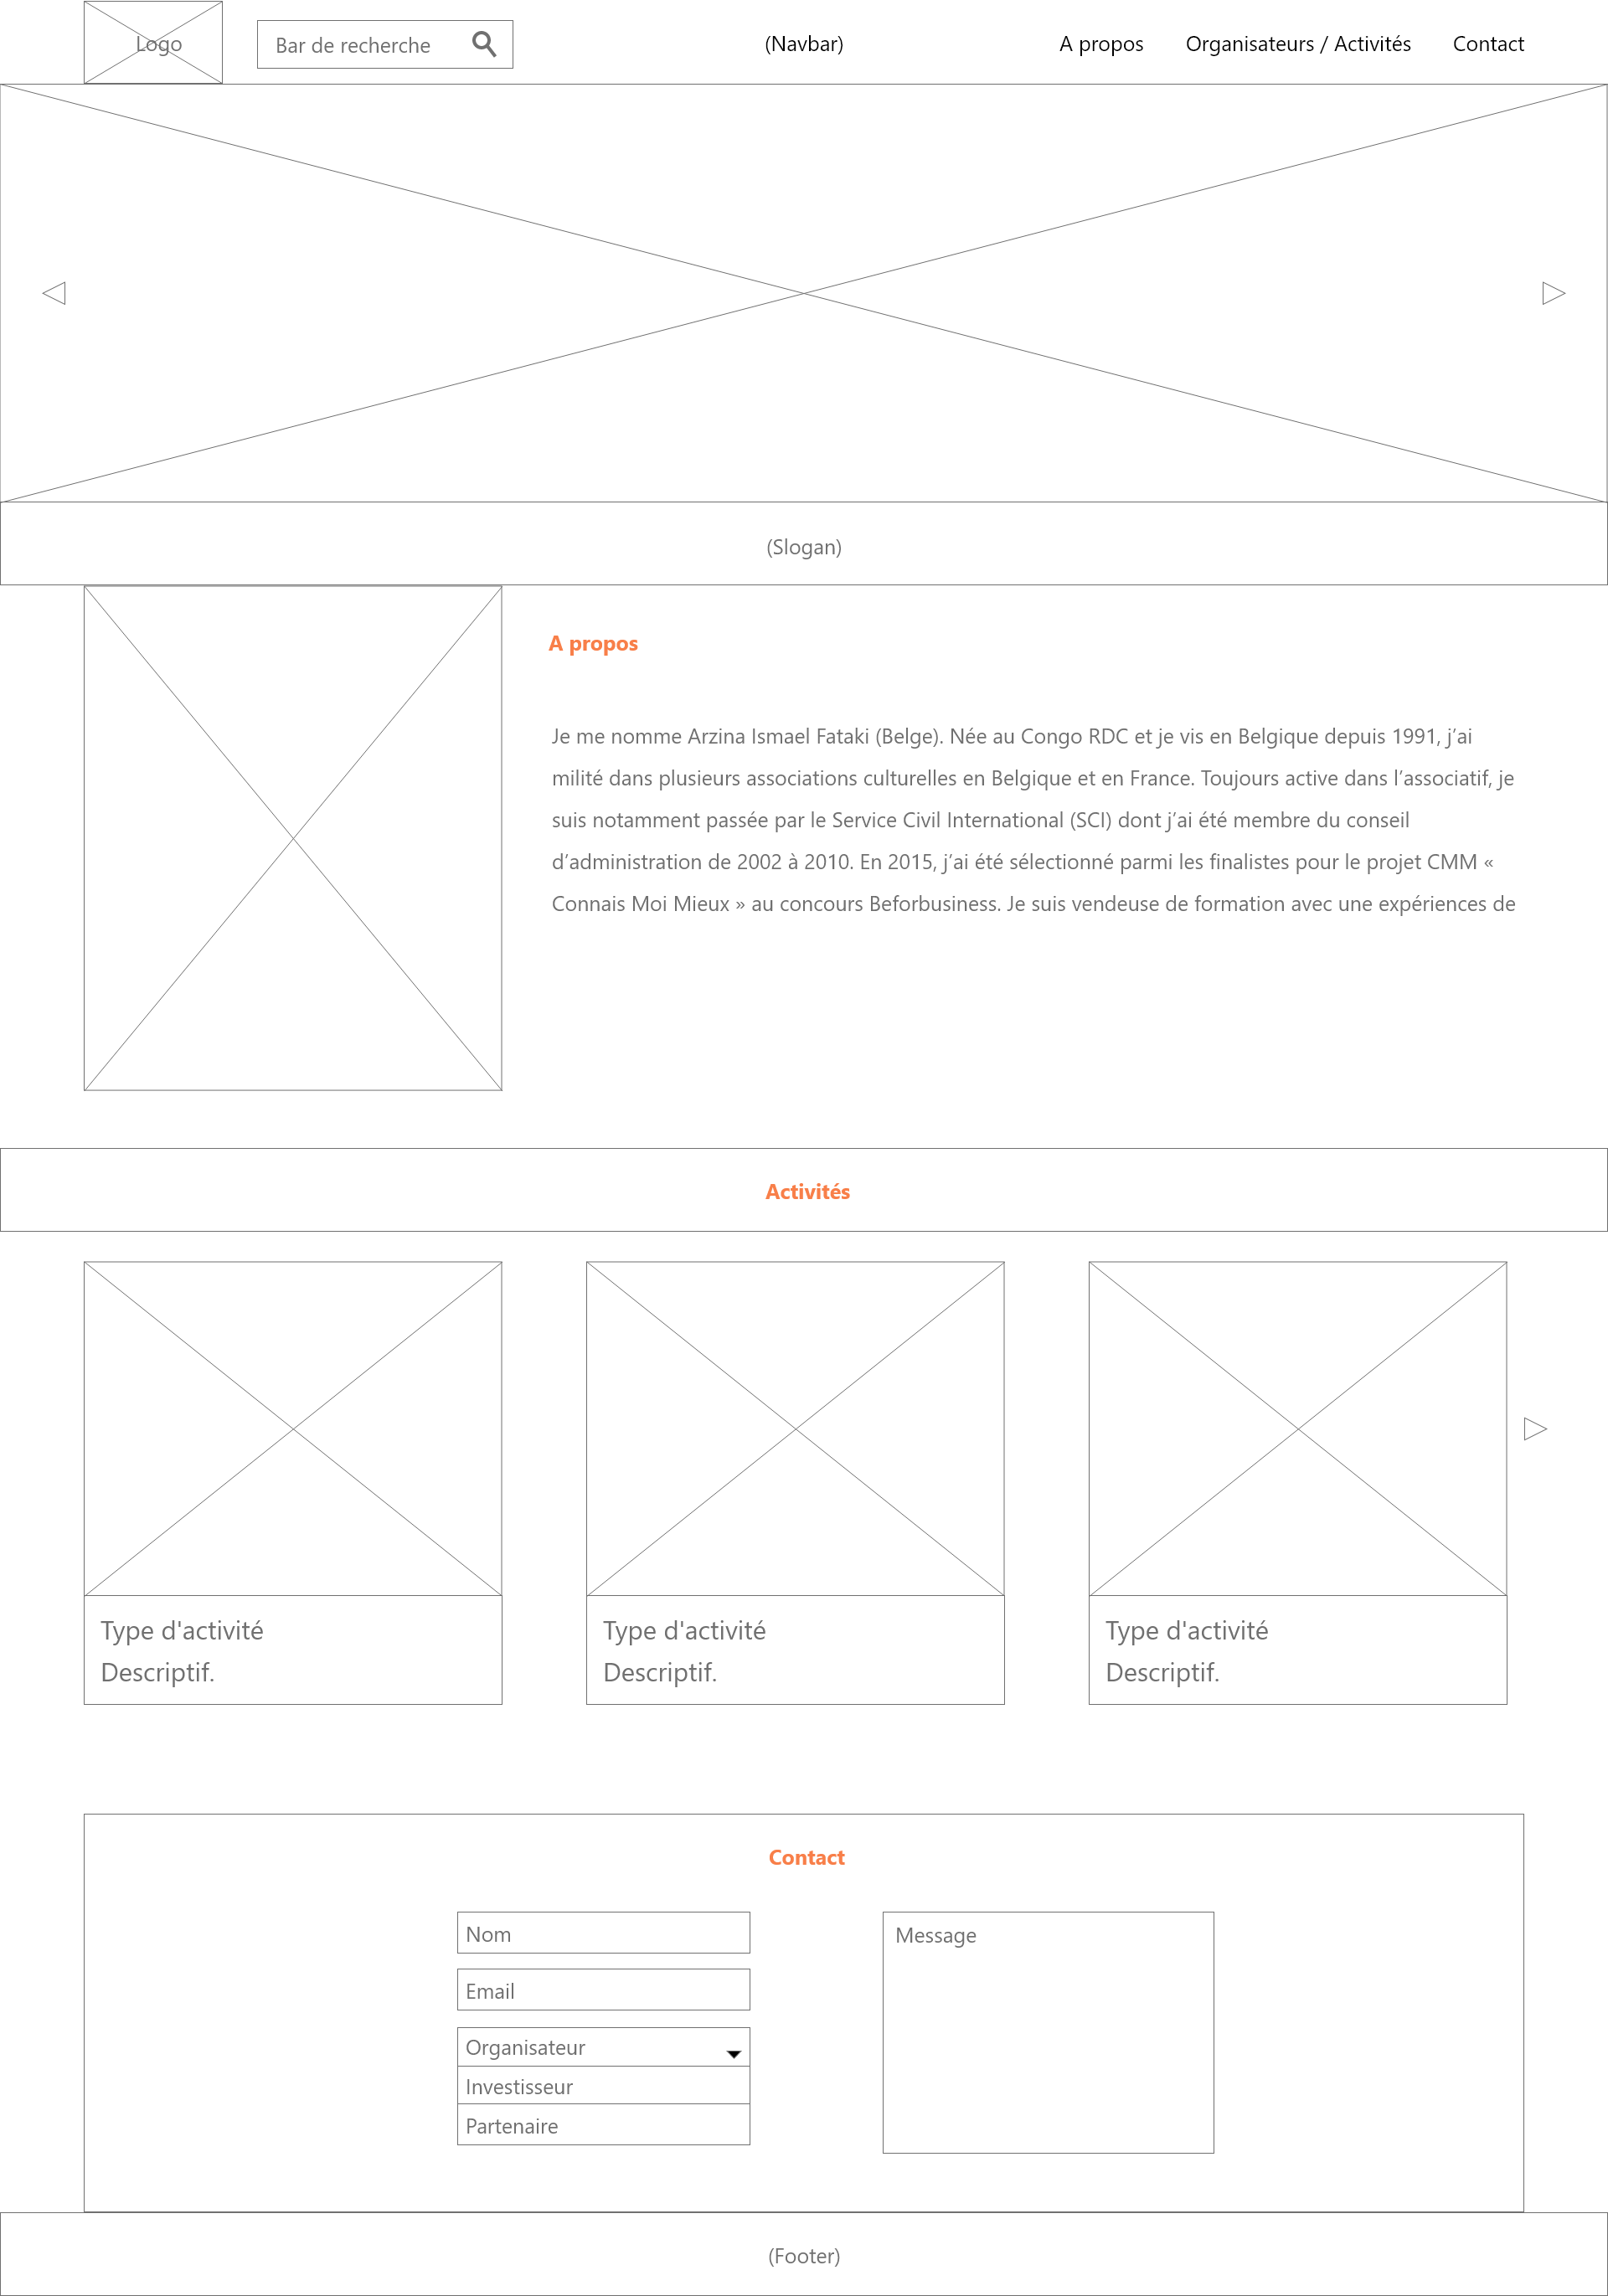 Logo
Bar de recherche
(Navbar)
A propos
Organisateurs / Activités
Contact
(Slogan)
A propos
Je me nomme Arzina Ismael Fataki (Belge). Née au Congo RDC et je vis en Belgique depuis 1991, j’ai
milité dans plusieurs associations culturelles en Belgique et en France. Toujours active dans l’associatif, je
suis notamment passée par le Service Civil International (SCI) dont j’ai été membre du conseil
d’administration de 2002 à 2010. En 2015, j’ai été sélectionné parmi les finalistes pour le projet CMM «
Connais Moi Mieux » au concours Beforbusiness. Je suis vendeuse de formation avec une expériences de
Activités
Type d'activité
Descriptif.
Type d'activité
Descriptif.
Type d'activité
Descriptif.
Contact
Nom
Email
Organisateur
Investisseur
Partenaire
Message
(Footer)